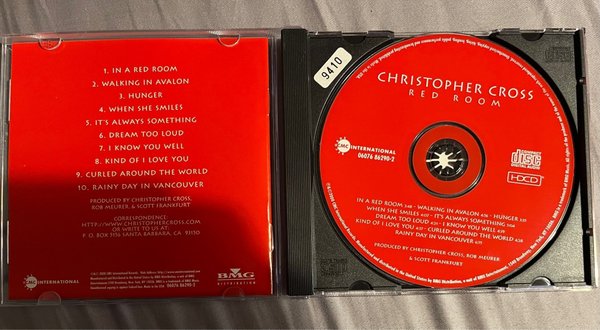 1. IN A RED ROOM
2. WALKING IN AVALON
3. HUNGER
4. WHEN SHE SMILES
5. IT'S ALWAYS SOMETHING
6. DREAM TOO LOUD
7. I KNOW YOU WELL
8. KIND OF I LOVE YOU
9. CURLED AROUND THE WORLD
10. RAINY DAY IN VANCOUVER
PRODUCED BY CHRISTOPHER CROSS,
ROB MEURER, & SCOTT FRANKFURT
CORRESPONDENCE:
HTTP://WWW.CHRISTOPHERCROSS.COM
OR WRITE US AT:
P. O. BOX 5156 SANTA BARBARA, CA 93150
CMC INTERNATIONAL
06076 86290-2
BMG
DISTRIBUTION
9410
CHRISTOPHER CROSS
RED ROOM
CMC INTERNATIONAL
06076 86290-2
COMPACT
disc
DIGITAL AUDIO
HDCD
IN A RED ROOM WALKING IN AVALON HUNGER
WHEN SHE SMILES IT'S ALWAYS SOMETHING
DREAM TOO LOUD I KNOW YOU WELL
KIND OF I LOVE YOU CURLED AROUND THE WORLD
RAINY DAY IN VANCOUVER
PRODUCED BY CHRISTOPHER CROSS, ROB MEURER
& SCOTT FRANKFURT